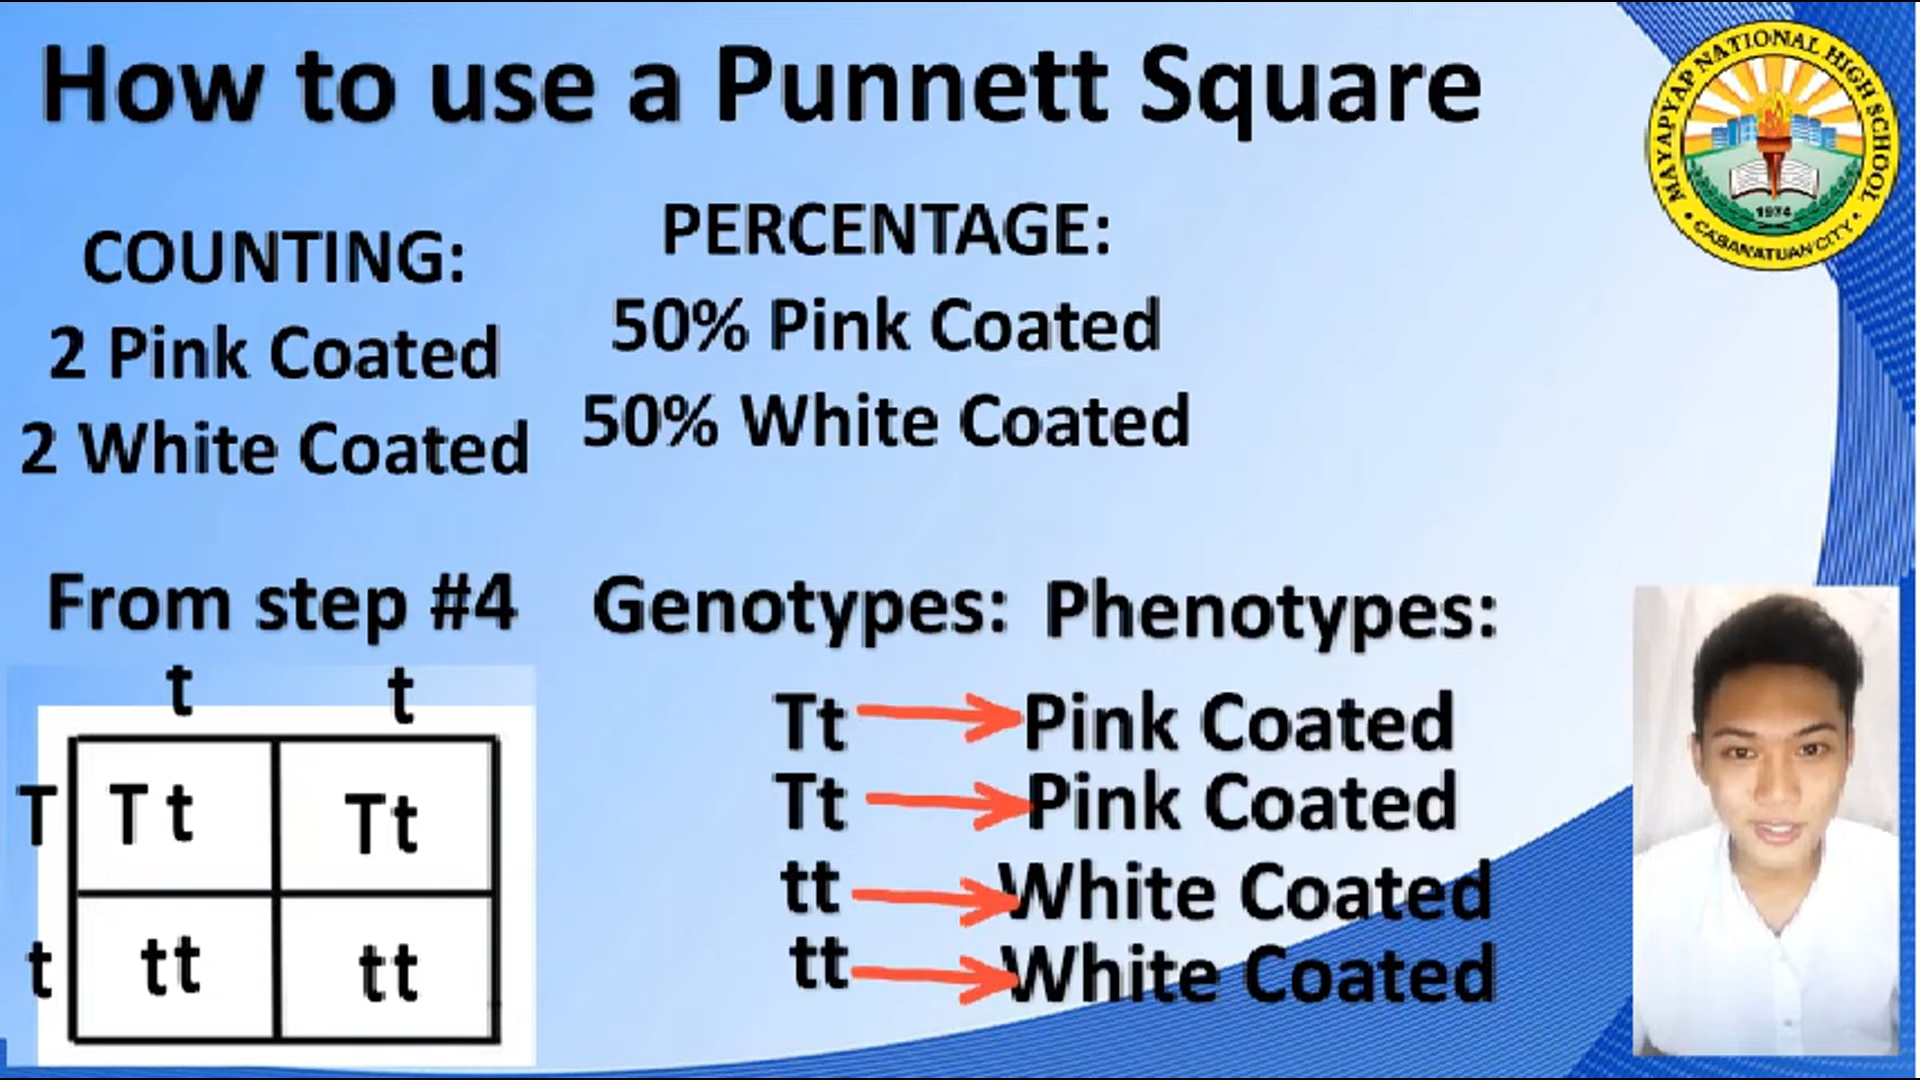 How to use a Punnett Square
MAYAPYAP NATIONAL HIGH SCHOOL
1974
• CABANATUAN CITY •
COUNTING:
2 Pink Coated
2 White Coated
PERCENTAGE:
50% Pink Coated
50% White Coated
From step #4
t t
T Tt Tt
t tt tt
Genotypes: Phenotypes:
Tt Pink Coated
Tt Pink Coated
tt White Coated
tt White Coated